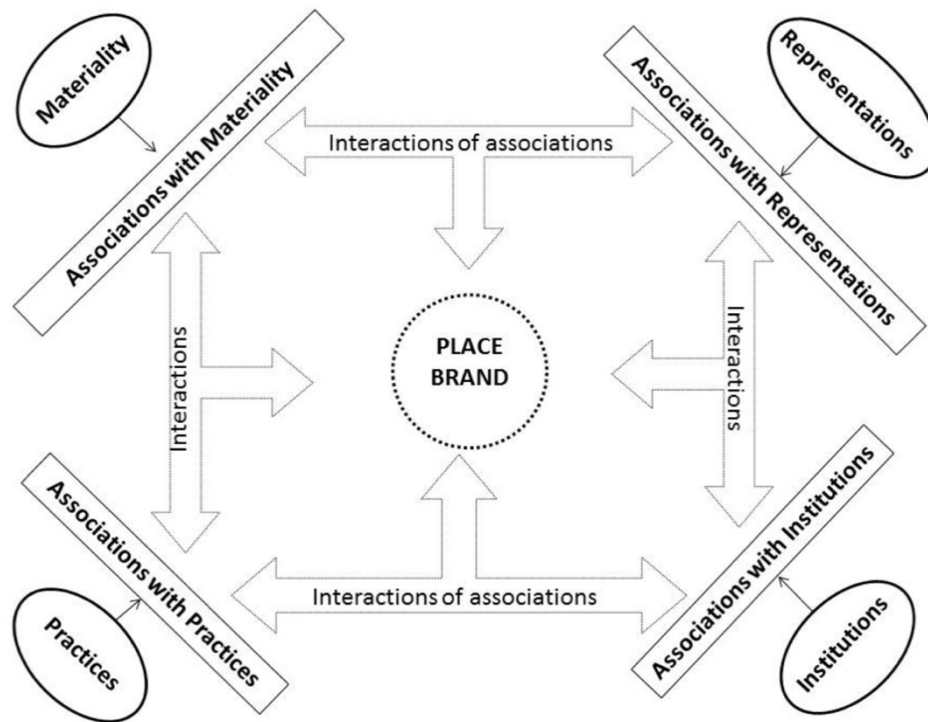 Materiality
Associations with Materiality
Representations
Associations with Representations
Interactions of associations
Interactions
PLACE
BRAND
Interactions
Associations with Practices
Practices
Interactions of associations
Associations with Institutions
Institutions